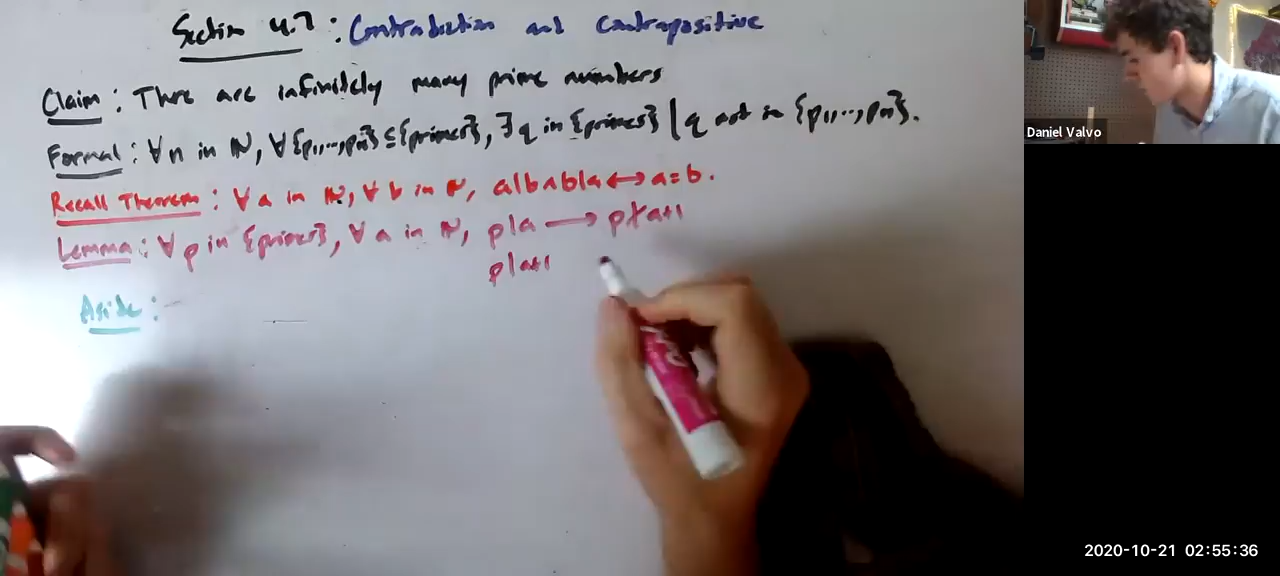 Section 4.7 : Contradiction and contrapositive
Claim : There are infinitely many prime numbers
Formal : ∀ n in ℕ, ∀ {p₁,...,pₙ} ⊆ {primes}, ∃ q in {primes} | q not in {p₁,...,pₙ}.
Recall Theorem : ∀ a in ℕ, ∀ b in ℕ, a|b ∧ b|a ↔ a=b.
Lemma : ∀ p in {primes}, ∀ a in ℕ, p|a → p∤a+1
p|a+1
Aside :
Daniel Valvo
2020-10-21 02:55:36